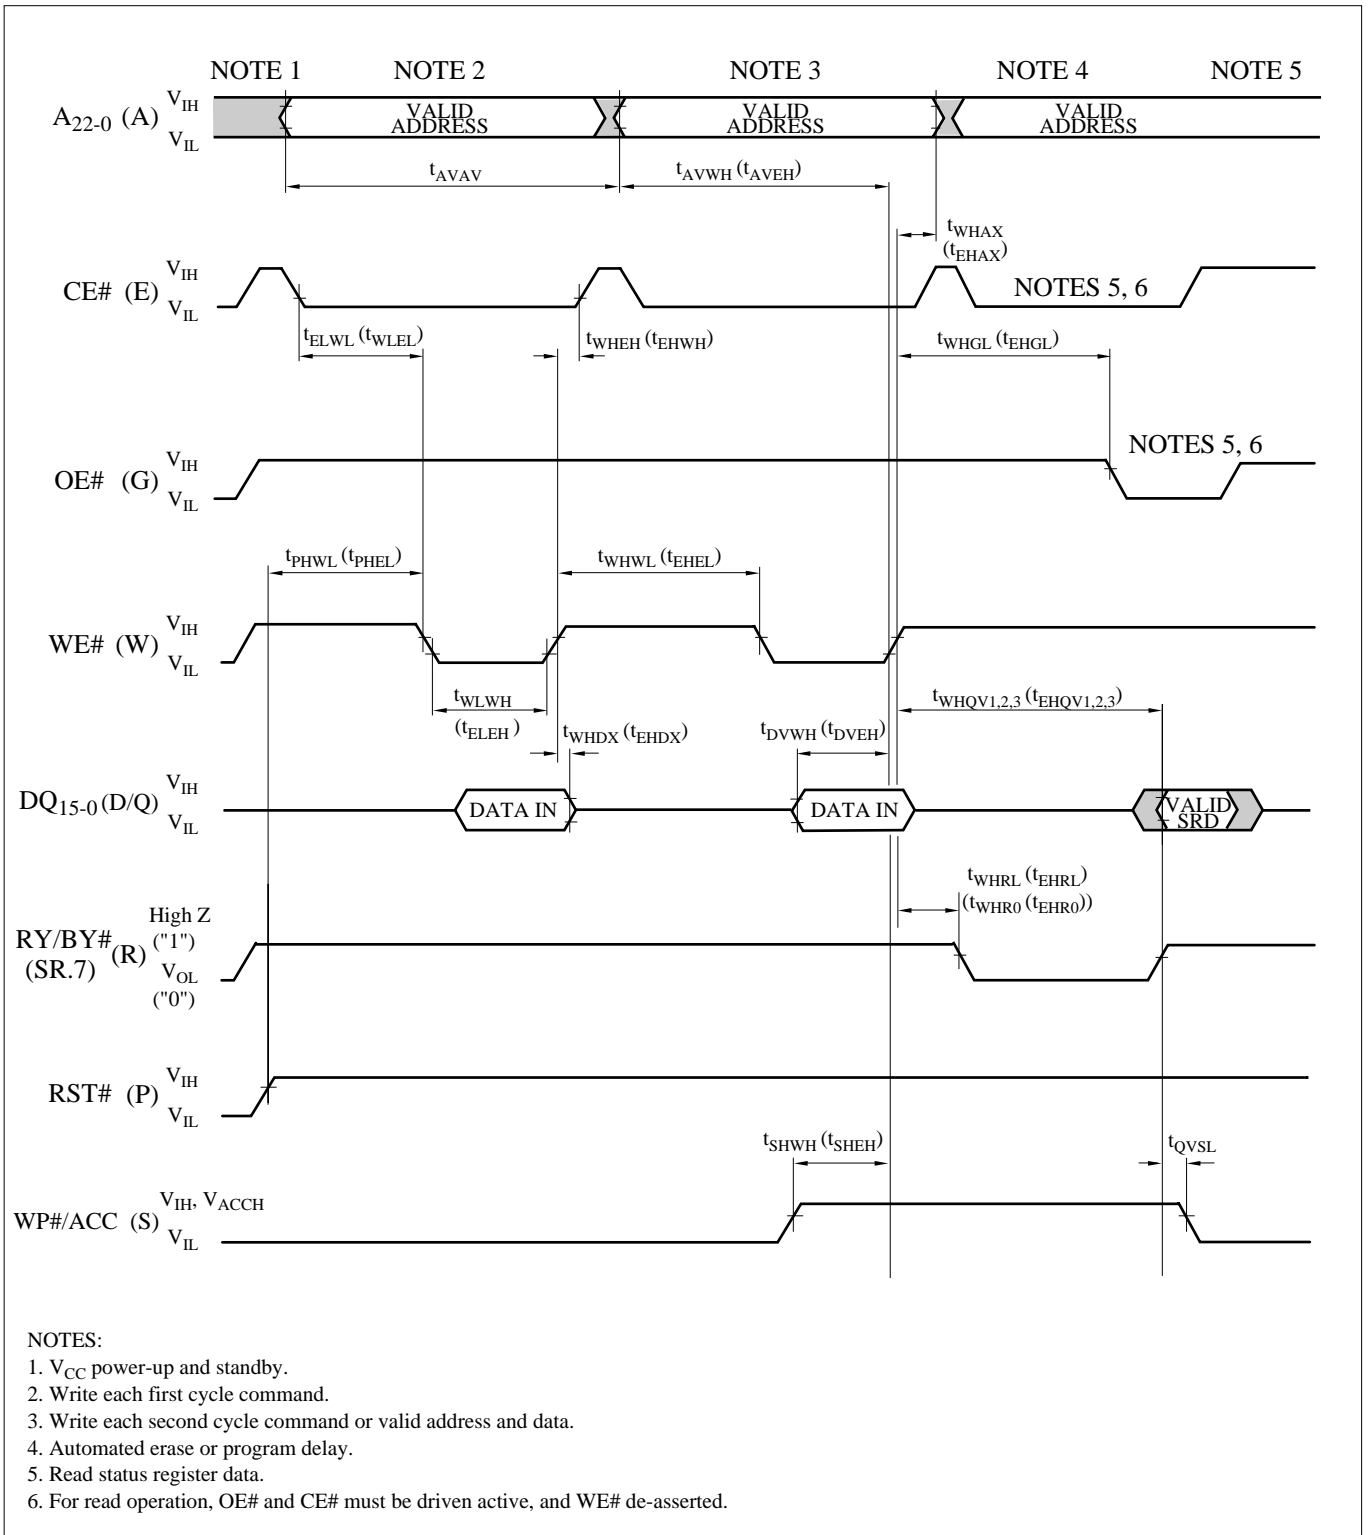 NOTE 1 NOTE 2 NOTE 3 NOTE 4 NOTE 5
A22-0 (A) VIH
VIL
VALID
ADDRESS
VALID
ADDRESS
VALID
ADDRESS
tAVAV
tAVWH (tAVEH)
tWHAX
(tEHAX)
CE# (E) VIH
VIL
NOTES 5, 6
tELWL (tWLEL)
tWHEH (tEHWH)
tWHGL (tEHGL)
OE# (G) VIH
VIL
NOTES 5, 6
tPHWL (tPHEL)
tWHWL (tEHEL)
WE# (W) VIH
VIL
tWLWH
(tELEH)
tWHDX (tEHDX)
tDVWH (tDVEH)
tWHQV1,2,3 (tEHQV1,2,3)
DQ15-0 (D/Q) VIH
VIL
DATA IN
DATA IN
VALID
SRD
tWHRL (tEHRL)
(tWHR0 (tEHR0))
RY/BY#
(SR.7)
(R)
High Z
("1")
VOL
("0")
RST# (P) VIH
VIL
tSHWH (tSHEH)
tQVSL
WP#/ACC (S) VIH, VACCH
VIL
NOTES:
1. VCC power-up and standby.
2. Write each first cycle command.
3. Write each second cycle command or valid address and data.
4. Automated erase or program delay.
5. Read status register data.
6. For read operation, OE# and CE# must be driven active, and WE# de-asserted.